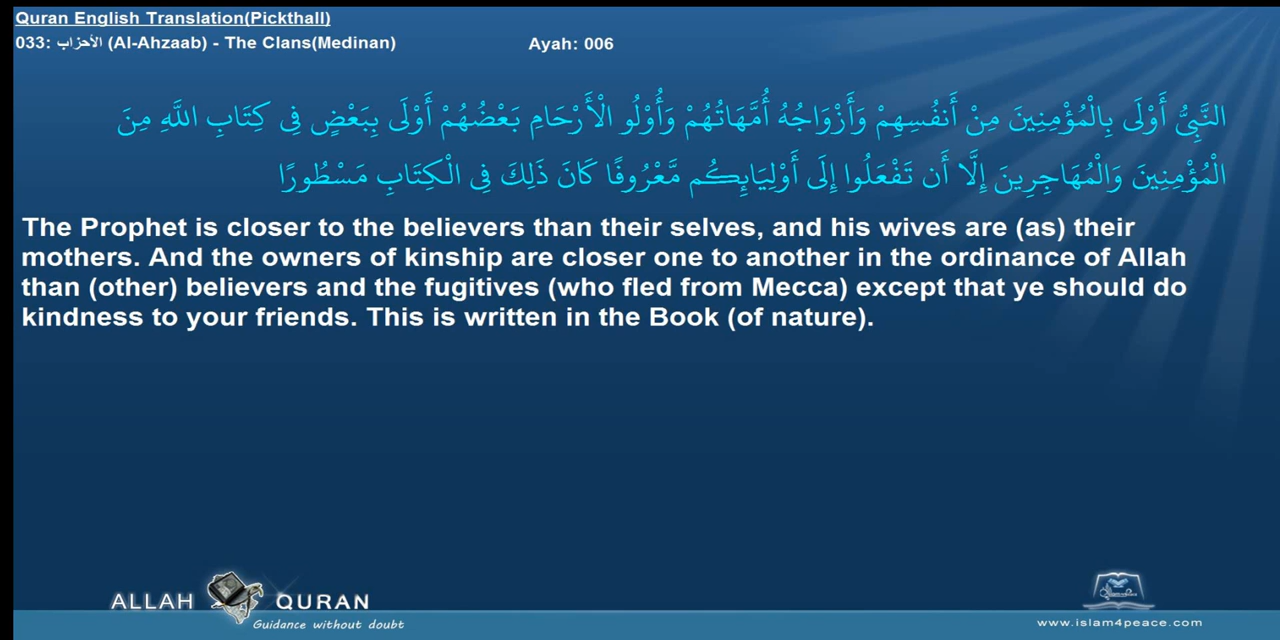 Quran English Translation(Pickthall)
033: الأحزاب (Al-Ahzaab) - The Clans(Medinan) Ayah: 006
النَّبِيُّ أَوْلَى بِالْمُؤْمِنِينَ مِنْ أَنفُسِهِمْ وَأَزْوَاجُهُ أُمَّهَاتُهُمْ وَأُوْلُو الْأَرْحَامِ بَعْضُهُمْ أَوْلَى بِبَعْضٍ فِي كِتَابِ اللَّهِ مِنَ
الْمُؤْمِنِينَ وَالْمُهَاجِرِينَ إِلَّا أَن تَفْعَلُوا إِلَى أَوْلِيَائِكُم مَّعْرُوفًا كَانَ ذَلِكَ فِي الْكِتَابِ مَسْطُورًا
The Prophet is closer to the believers than their selves, and his wives are (as) their
mothers. And the owners of kinship are closer one to another in the ordinance of Allah
than (other) believers and the fugitives (who fled from Mecca) except that ye should do
kindness to your friends. This is written in the Book (of nature).
ALLAH QURAN
Guidance without doubt
www.islam4peace.com